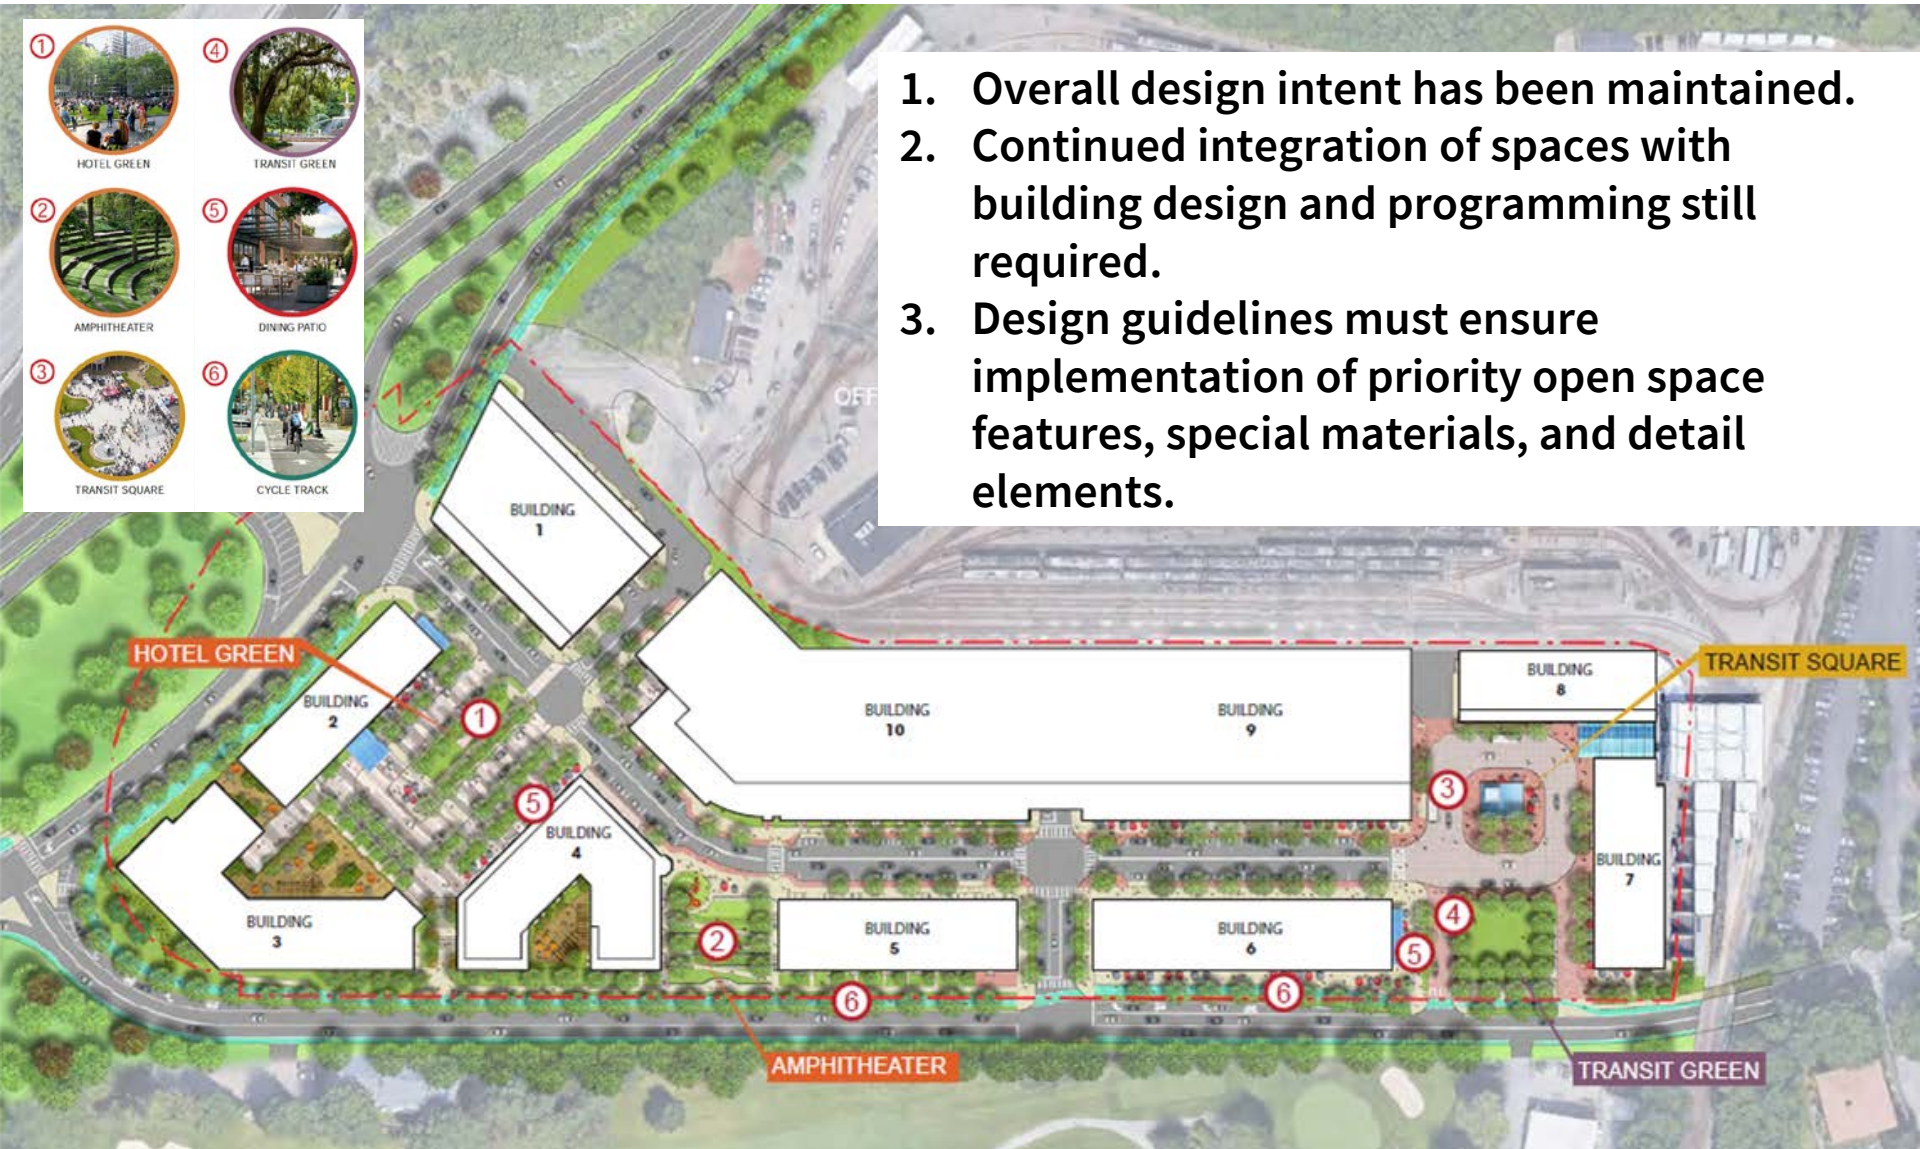 1
HOTEL GREEN
4
TRANSIT GREEN
2
AMPHITHEATER
5
DINING PATIO
3
TRANSIT SQUARE
6
CYCLE TRACK
1. Overall design intent has been maintained.
2. Continued integration of spaces with
building design and programming still
required.
3. Design guidelines must ensure
implementation of priority open space
features, special materials, and detail
elements.
OFF
BUILDING
1
HOTEL GREEN
BUILDING
2
1
BUILDING
10
BUILDING
9
BUILDING
8
TRANSIT SQUARE
3
5
BUILDING
4
BUILDING
7
BUILDING
3
2
BUILDING
5
BUILDING
6
4
5
6
6
AMPHITHEATER
TRANSIT GREEN